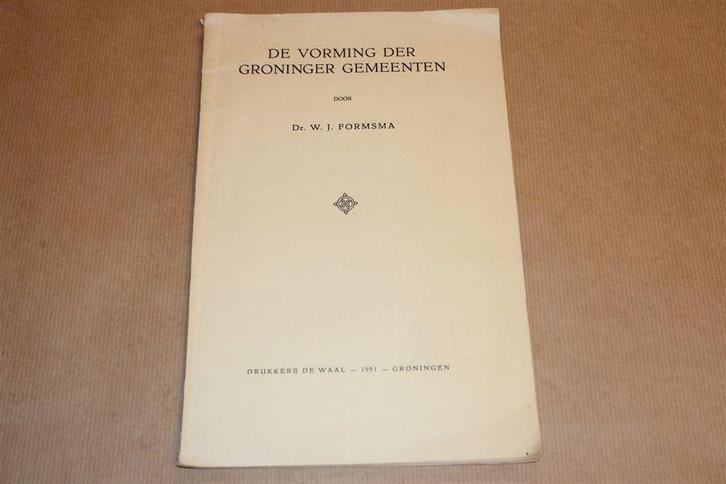 DE VORMING DER
GRONINGER GEMEENTEN
DOOR
Dr. W. J. FORMSMA
DRUKKERIJ DE WAAL — 1951 — GRONINGEN